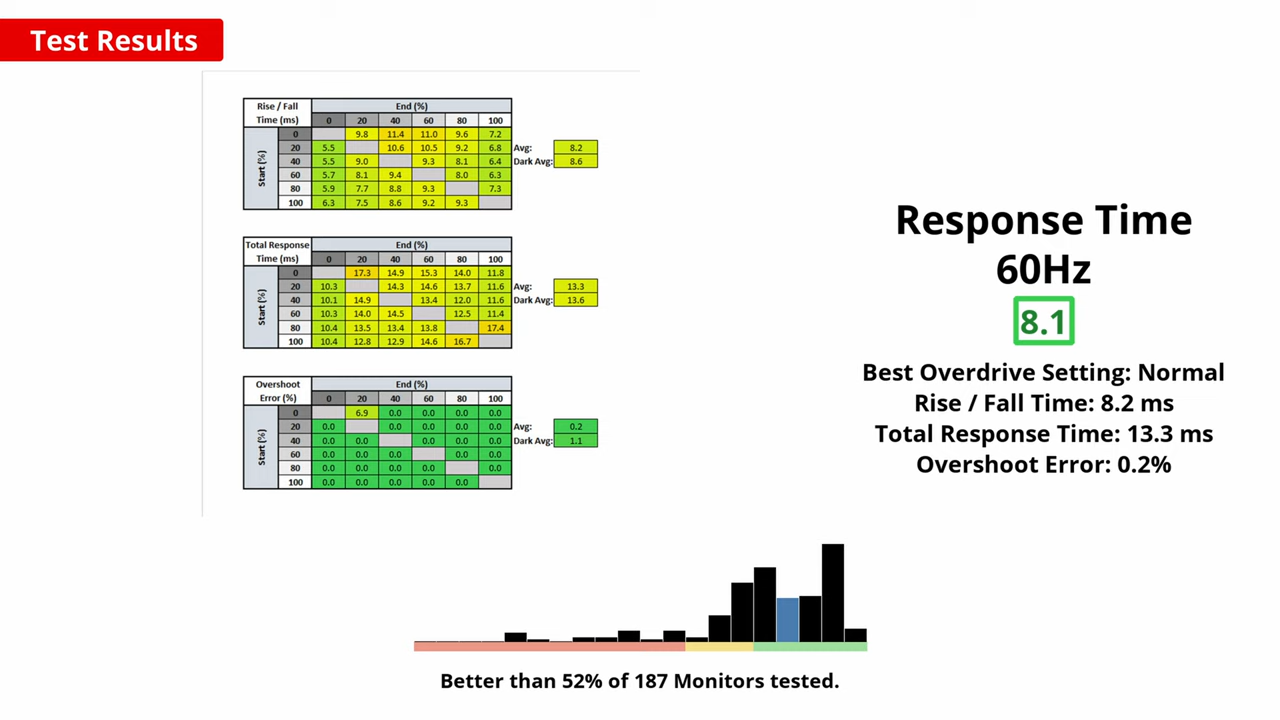 Test Results
Rise / Fall End (%)
Time (ms) 0 20 40 60 80 100
Start (%)
0 9.8 11.4 11.0 9.6 7.2
20 5.5 10.6 10.5 9.2 6.8 Avg: 8.2
40 5.5 9.0 9.3 8.1 6.4 Dark Avg: 8.6
60 5.7 8.1 9.4 8.0 6.3
80 5.9 7.7 8.8 9.3 7.3
100 6.3 7.5 8.6 9.2 9.3
Total Response End (%)
Time (ms) 0 20 40 60 80 100
Start (%)
0 17.3 14.9 15.3 14.0 11.8
20 10.3 14.3 14.6 13.7 11.6 Avg: 13.3
40 10.1 14.9 13.4 12.0 11.6 Dark Avg: 13.6
60 10.3 14.0 14.5 12.5 11.4
80 10.4 13.5 13.4 13.8 17.4
100 10.4 12.8 12.9 14.6 16.7
Overshoot End (%)
Error (%) 0 20 40 60 80 100
Start (%)
0 6.9 0.0 0.0 0.0 0.0
20 0.0 0.0 0.0 0.0 0.0 Avg: 0.2
40 0.0 0.0 0.0 0.0 0.0 Dark Avg: 1.1
60 0.0 0.0 0.0 0.0 0.0
80 0.0 0.0 0.0 0.0 0.0
100 0.0 0.0 0.0 0.0 0.0
Response Time
60Hz
8.1
Best Overdrive Setting: Normal
Rise / Fall Time: 8.2 ms
Total Response Time: 13.3 ms
Overshoot Error: 0.2%
Better than 52% of 187 Monitors tested.